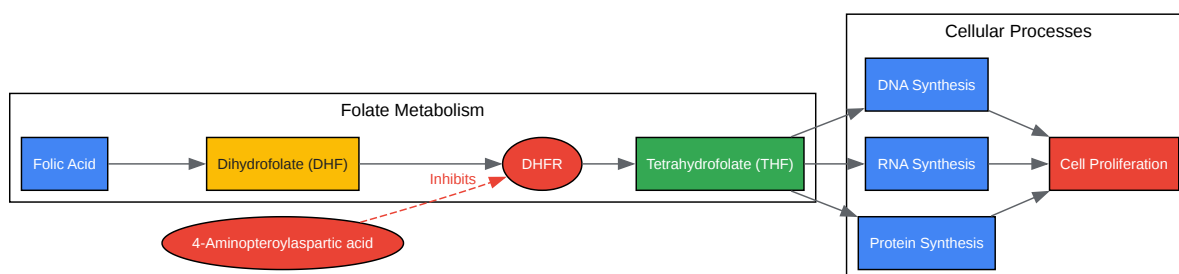 Cellular Processes
Folate Metabolism
Folic Acid
Dihydrofolate (DHF)
DHFR
Tetrahydrofolate (THF)
Inhibits
4-Aminopteroylaspartic acid
DNA Synthesis
RNA Synthesis
Protein Synthesis
Cell Proliferation